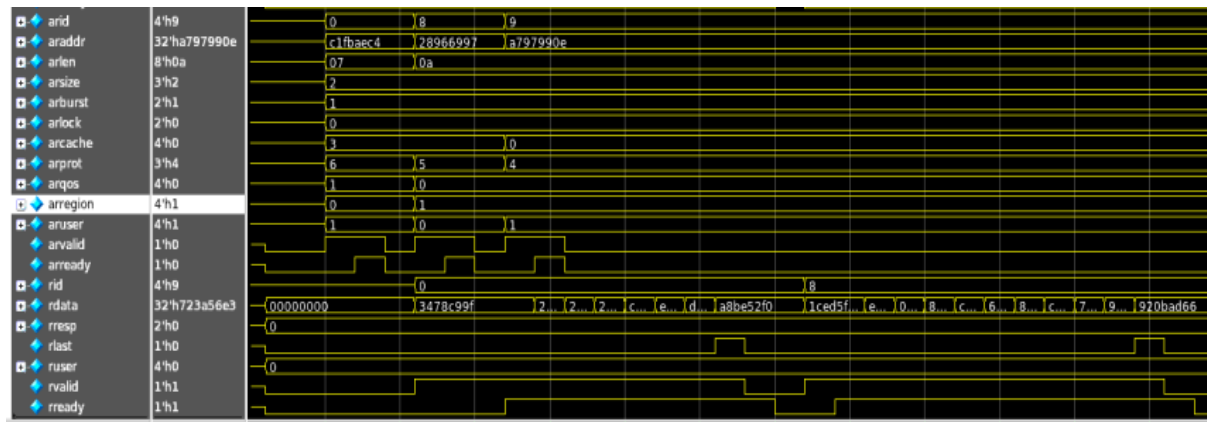 arid 4'h9 0 8 9
araddr 32'ha797990e c1fbaec4 28966997 a797990e
arlen 8'h0a 07 0a
arsize 3'h2 2
arburst 2'h1 1
arlock 2'h0 0
arcache 4'h0 3 0
arprot 3'h4 6 5 4
arqos 4'h0 1 0
arregion 4'h1 0 1
aruser 4'h1 1 0 1
arvalid 1'h0
arready 1'h0
rid 4'h9 0 8
rdata 32'h723a56e3 00000000 3478c99f 2... 2... 2... c... e... d... a8be52f0 1ced5f... e... 0... 8... c... 6... 8... c... 7... 9... 920bad66
rresp 2'h0 0
rlast 1'h0
ruser 4'h0 0
rvalid 1'h1
rready 1'h1